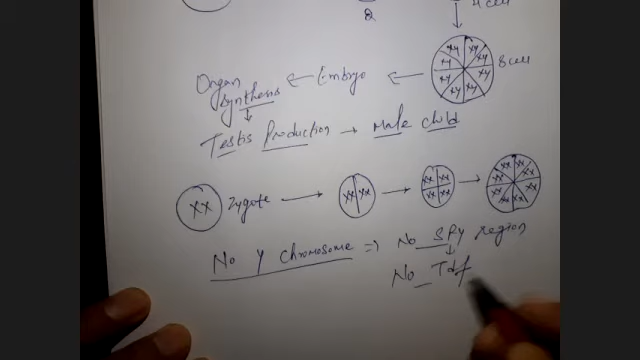 8
4 cell
xy xy xy xy xy xy xy xy
8 cell
Organ Synthesis ← Embryo ←
Testis Production → Male child
XX Zygote → xx xx → xx xx xx xx → xx xx xx xx xx xx xx xx
No Y chromosome ⇒ No SRY region
No Tdf